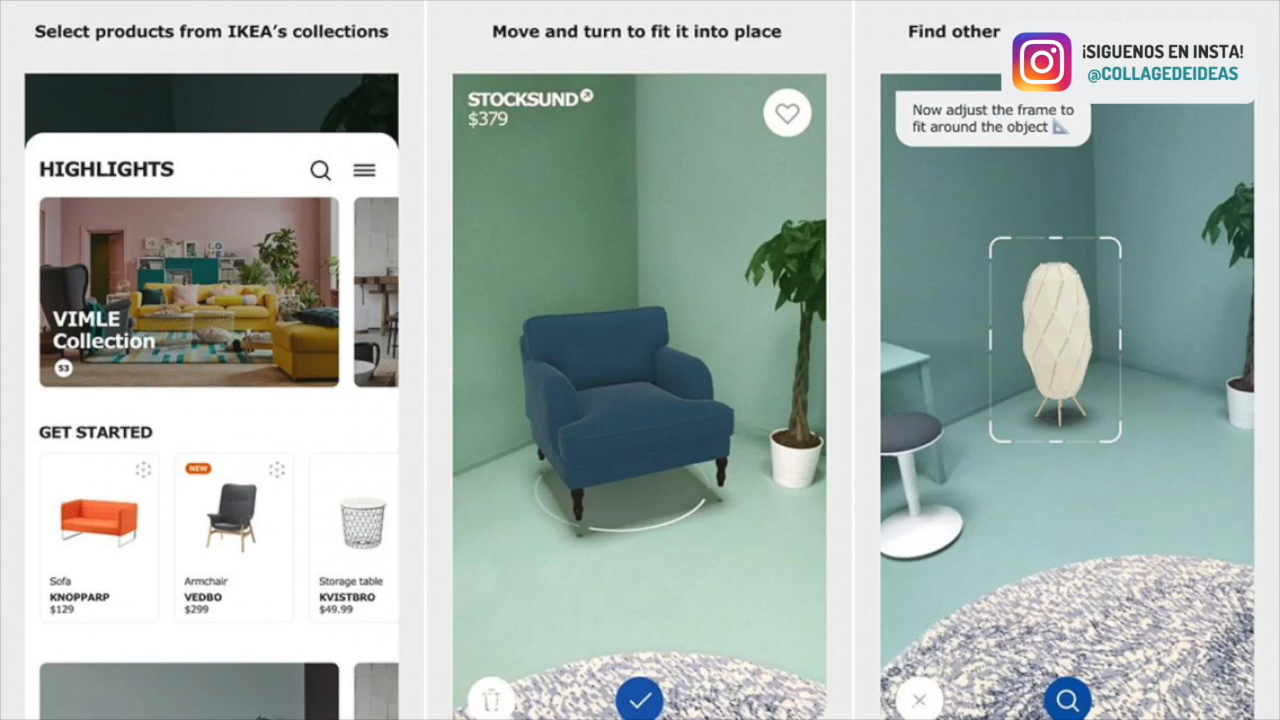 Select products from IKEA's collections
HIGHLIGHTS
VIMLE
Collection
53
GET STARTED
Sofa
KNOPPARP
$129
NEW
Armchair
VEDBO
$299
Storage table
KVISTBRO
$49.99
Move and turn to fit it into place
STOCKSUND
$379
Find other
¡SIGUENOS EN INSTA!
@COLLAGEDEIDEAS
Now adjust the frame to
fit around the object